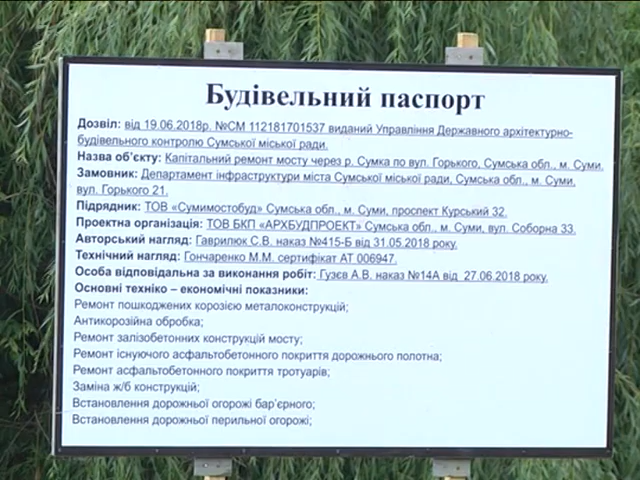 Будівельний паспорт
Дозвіл: від 19.06.2018р. №СМ 112181701537 виданий Управління Державного архітектурно-
будівельного контролю Сумської міської ради.
Назва об'єкту: Капітальний ремонт мосту через р. Сумка по вул. Горького, Сумська обл., м. Суми.
Замовник: Департамент інфраструктури міста Сумської міської ради, Сумська обл., м. Суми,
вул. Горького 21.
Підрядник: ТОВ «Сумимостобуд» Сумська обл., м. Суми, проспект Курський 32.
Проектна організація: ТОВ БКП «АРХБУДПРОЕКТ» Сумська обл., м. Суми, вул. Соборна 33.
Авторський нагляд: Гаврилюк С.В. наказ №415-Б від 31.05.2018 року.
Технічний нагляд: Гончаренко М.М. сертифікат АТ 006947.
Особа відповідальна за виконання робіт: Гузєв А.В. наказ №14А від 27.06.2018 року.
Основні техніко – економічні показники:
Ремонт пошкоджених корозією металоконструкцій;
Антикорозійна обробка;
Ремонт залізобетонних конструкцій мосту;
Ремонт існуючого асфальтобетонного покриття дорожнього полотна;
Ремонт асфальтобетонного покриття тротуарів;
Заміна ж/б конструкцій;
Встановлення дорожньої огорожі бар'єрного;
Встановлення дорожньої перильної огорожі;